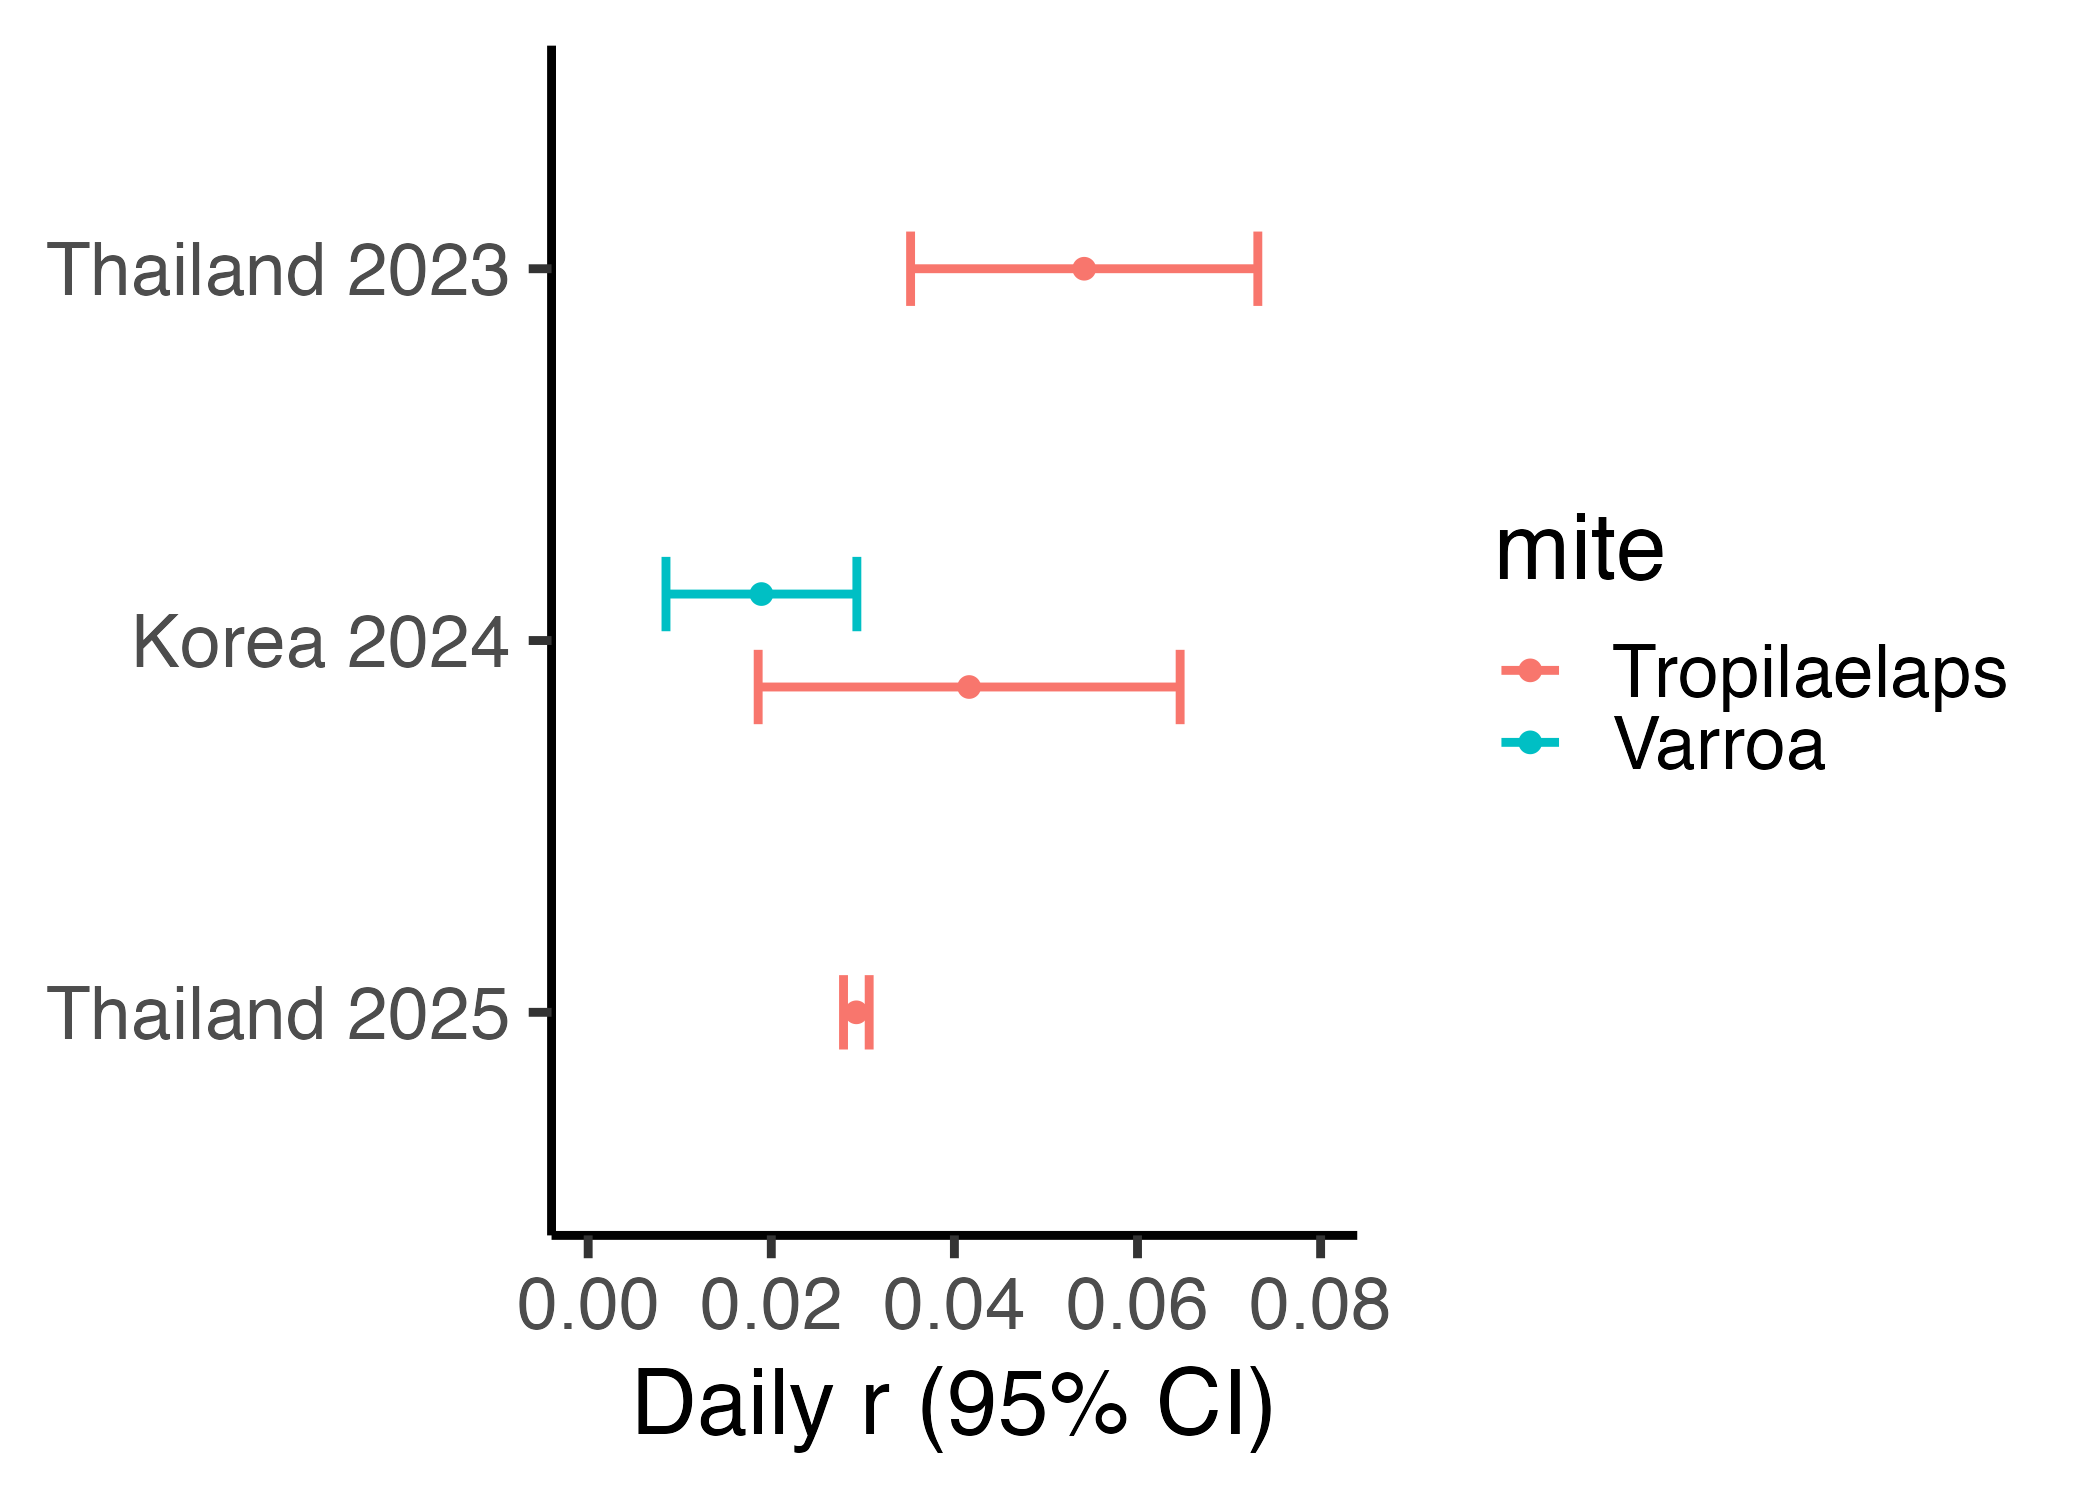 Thailand 2023
Korea 2024
Thailand 2025
0.00 0.02 0.04 0.06 0.08
Daily r (95% CI)
mite
Tropilaelaps
Varroa